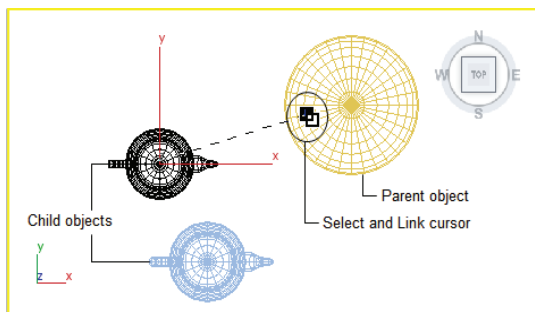 y
N
W TOP E
S
x
Parent object
Select and Link cursor
Child objects
y
z x